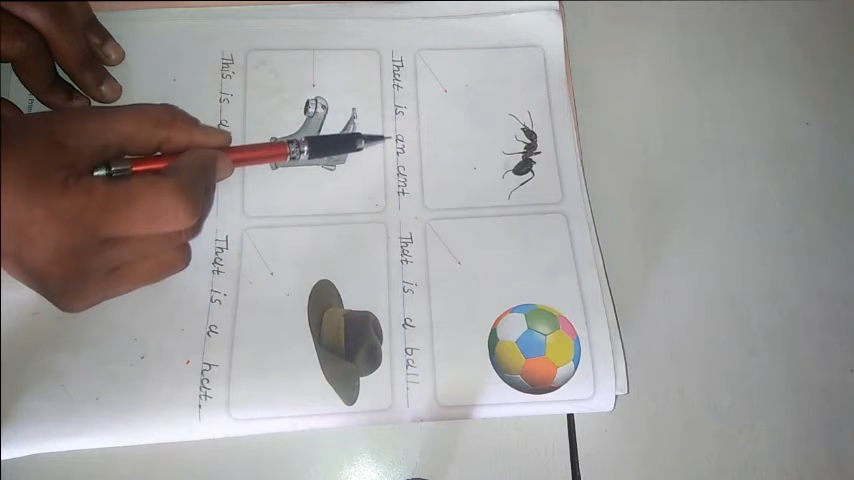 That is an ant
That is a ball.
This is a
That is a hat.